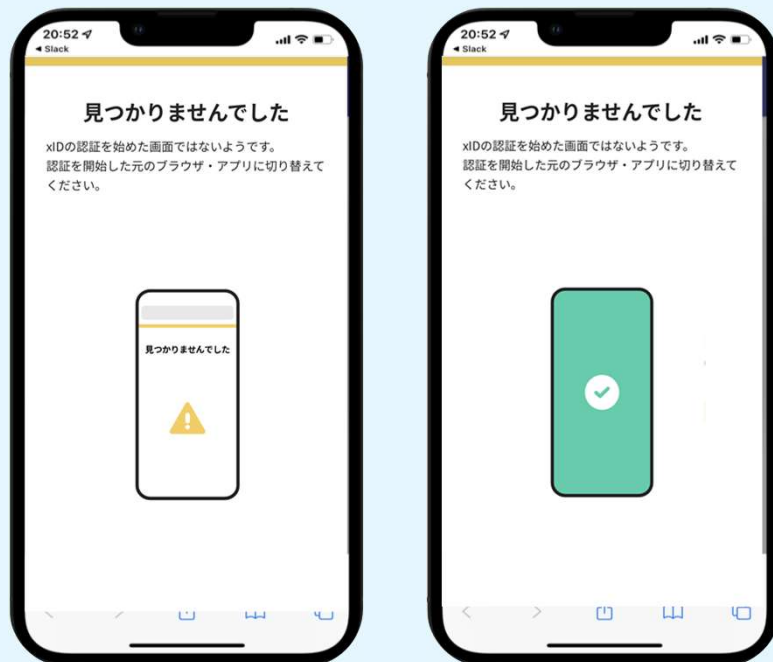 20:52
Slack
見つかりませんでした
xIDの認証を始めた画面ではないようです。
認証を開始した元のブラウザ・アプリに切り替えて
ください。
見つかりませんでした
20:52
Slack
見つかりませんでした
xIDの認証を始めた画面ではないようです。
認証を開始した元のブラウザ・アプリに切り替えて
ください。